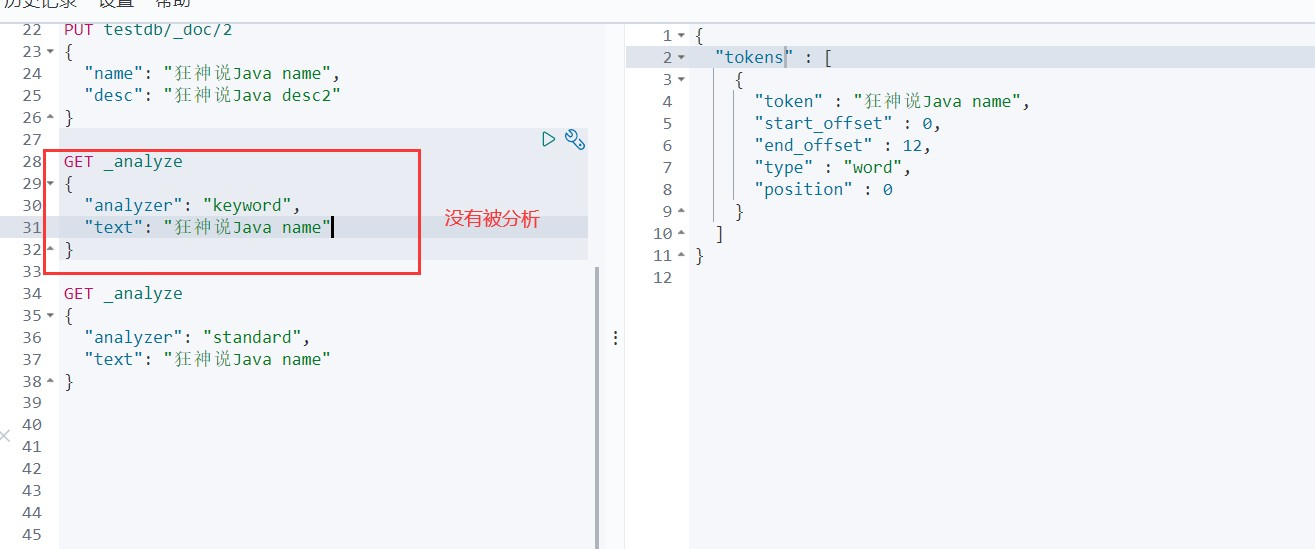 历史记录 设置 帮助
22 PUT testdb/_doc/2
23 {
24 "name": "狂神说Java name",
25 "desc": "狂神说Java desc2"
26 }
27
28 GET _analyze
29 {
30 "analyzer": "keyword",
31 "text": "狂神说Java name"
32 }
没有被分析
33
34 GET _analyze
35 {
36 "analyzer": "standard",
37 "text": "狂神说Java name"
38 }
39
40
41
42
43
44
45
1 {
2 "tokens" : [
3 {
4 "token" : "狂神说Java name",
5 "start_offset" : 0,
6 "end_offset" : 12,
7 "type" : "word",
8 "position" : 0
9 }
10 ]
11 }
12